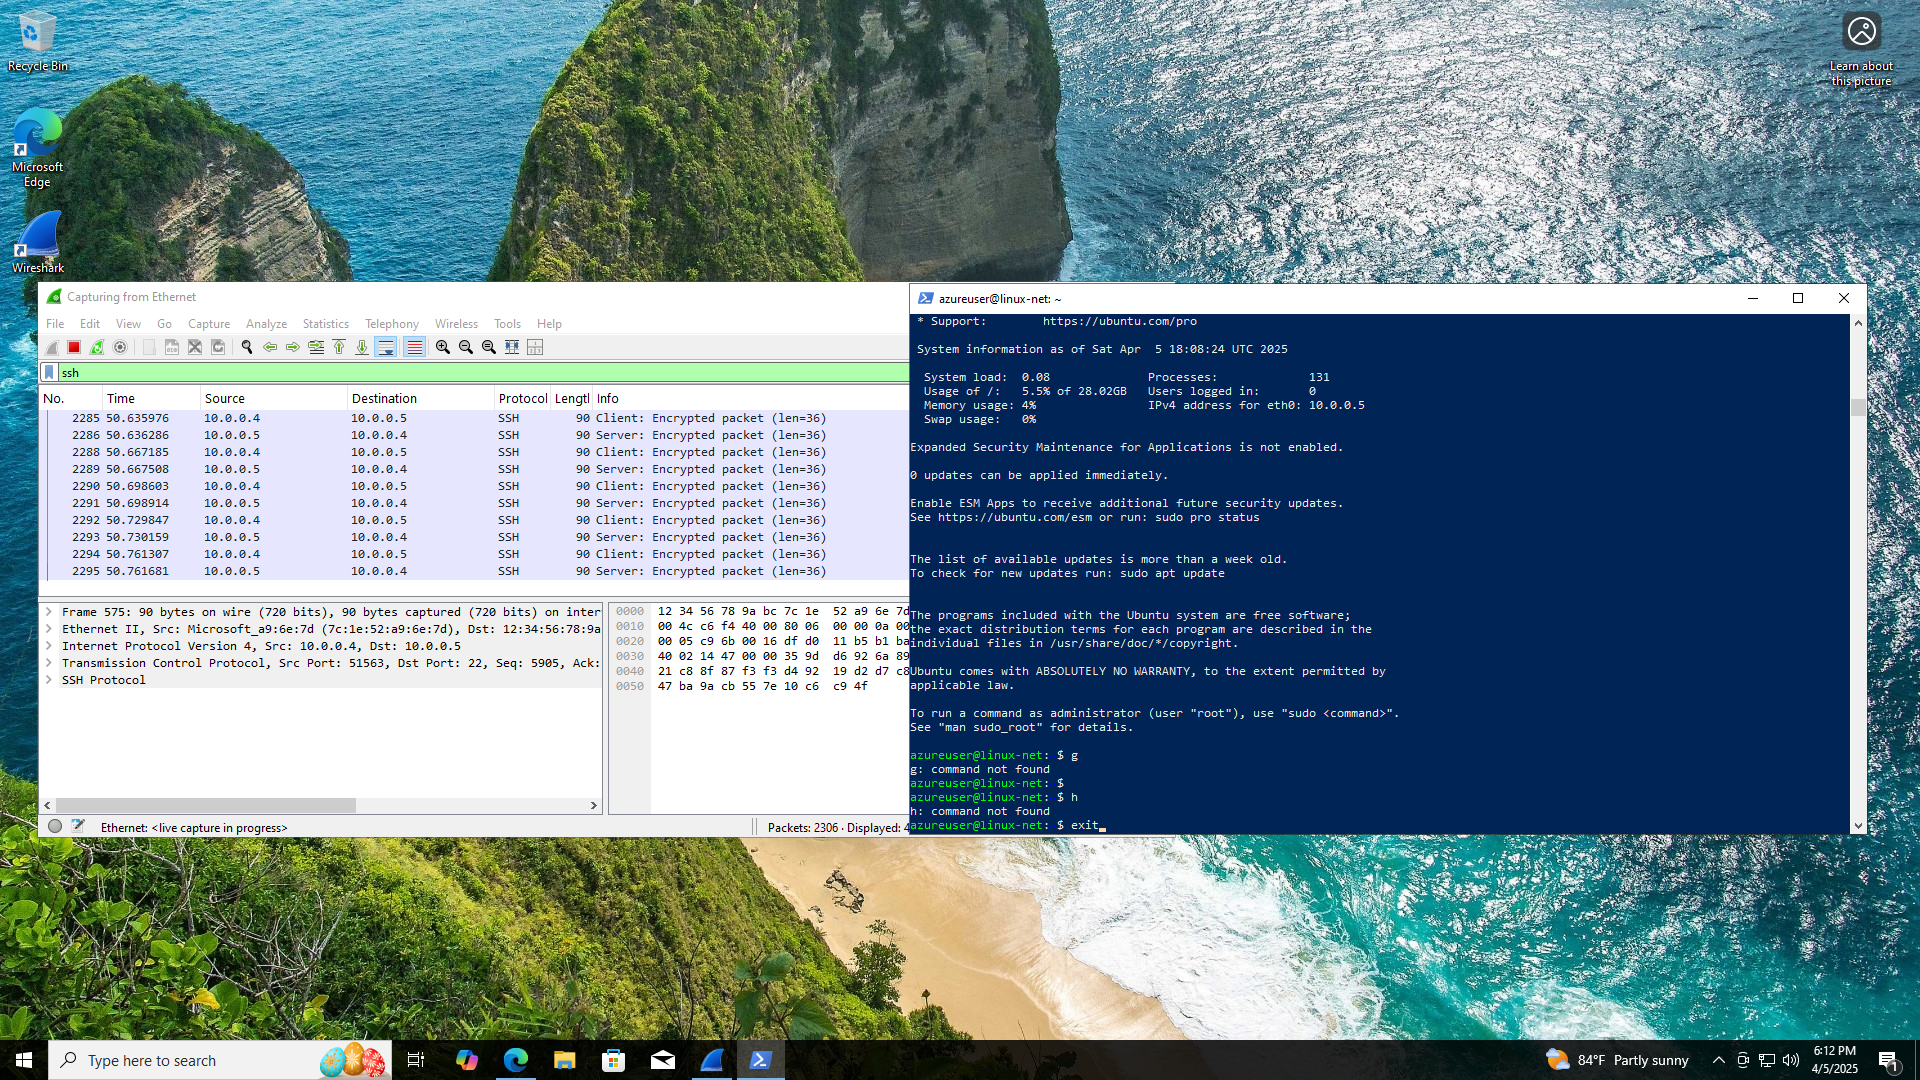 Recycle Bin
Learn about
this picture
Microsoft
Edge
Wireshark
Capturing from Ethernet
File Edit View Go Capture Analyze Statistics Telephony Wireless Tools Help
ssh
No. Time Source Destination Protocol Lengtl Info
2285 50.635976 10.0.0.4 10.0.0.5 SSH 90 Client: Encrypted packet (len=36)
2286 50.636286 10.0.0.5 10.0.0.4 SSH 90 Server: Encrypted packet (len=36)
2288 50.667185 10.0.0.4 10.0.0.5 SSH 90 Client: Encrypted packet (len=36)
2289 50.667508 10.0.0.5 10.0.0.4 SSH 90 Server: Encrypted packet (len=36)
2290 50.698603 10.0.0.4 10.0.0.5 SSH 90 Client: Encrypted packet (len=36)
2291 50.698914 10.0.0.5 10.0.0.4 SSH 90 Server: Encrypted packet (len=36)
2292 50.729847 10.0.0.4 10.0.0.5 SSH 90 Client: Encrypted packet (len=36)
2293 50.730159 10.0.0.5 10.0.0.4 SSH 90 Server: Encrypted packet (len=36)
2294 50.761307 10.0.0.4 10.0.0.5 SSH 90 Client: Encrypted packet (len=36)
2295 50.761681 10.0.0.5 10.0.0.4 SSH 90 Server: Encrypted packet (len=36)
Frame 575: 90 bytes on wire (720 bits), 90 bytes captured (720 bits) on inter
Ethernet II, Src: Microsoft_a9:6e:7d (7c:1e:52:a9:6e:7d), Dst: 12:34:56:78:9a
Internet Protocol Version 4, Src: 10.0.0.4, Dst: 10.0.0.5
Transmission Control Protocol, Src Port: 51563, Dst Port: 22, Seq: 5905, Ack:
SSH Protocol
0000 12 34 56 78 9a bc 7c 1e 52 a9 6e 7d
0010 00 4c c6 f4 40 00 80 06 00 00 0a 00
0020 00 05 c9 6b 00 16 df d0 11 b5 b1 ba
0030 40 02 14 47 00 00 35 9d d6 92 6a 89
0040 21 c8 8f 87 f3 f3 d4 92 19 d2 d7 c8
0050 47 ba 9a cb 55 7e 10 c6 c9 4f
Ethernet: <live capture in progress>
Packets: 2306 · Displayed: 4
azureuser@linux-net: ~
* Support: https://ubuntu.com/pro
System information as of Sat Apr 5 18:08:24 UTC 2025
System load: 0.08 Processes: 131
Usage of /: 5.5% of 28.02GB Users logged in: 0
Memory usage: 4% IPv4 address for eth0: 10.0.0.5
Swap usage: 0%
Expanded Security Maintenance for Applications is not enabled.
0 updates can be applied immediately.
Enable ESM Apps to receive additional future security updates.
See https://ubuntu.com/esm or run: sudo pro status
The list of available updates is more than a week old.
To check for new updates run: sudo apt update
The programs included with the Ubuntu system are free software;
the exact distribution terms for each program are described in the
individual files in /usr/share/doc/*/copyright.
Ubuntu comes with ABSOLUTELY NO WARRANTY, to the extent permitted by
applicable law.
To run a command as administrator (user "root"), use "sudo <command>".
See "man sudo_root" for details.
azureuser@linux-net: $ g
g: command not found
azureuser@linux-net: $
azureuser@linux-net: $ h
h: command not found
azureuser@linux-net: $ exit
Type here to search
84°F Partly sunny
6:12 PM
4/5/2025
1